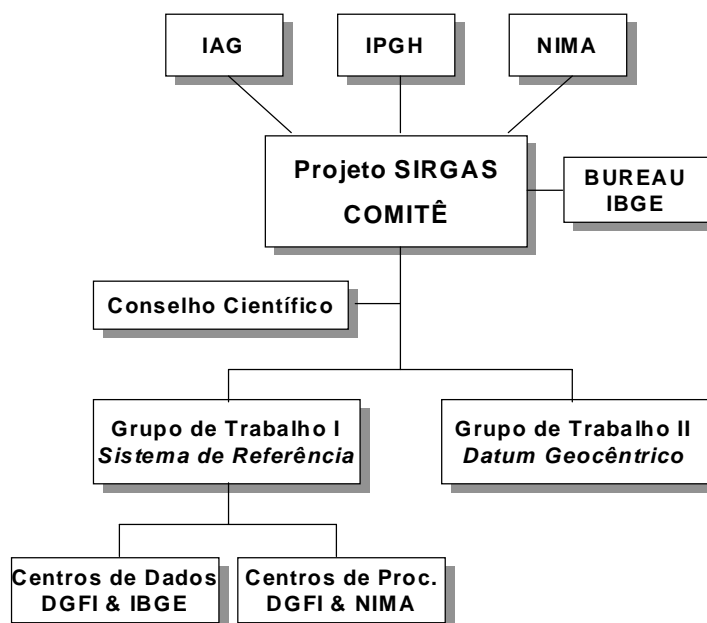 IAG
IPGH
NIMA
Projeto SIRGAS
COMITÊ
BUREAU
IBGE
Conselho Científico
Grupo de Trabalho I
Sistema de Referência
Grupo de Trabalho II
Datum Geocêntrico
Centros de Dados
DGFI & IBGE
Centros de Proc.
DGFI & NIMA